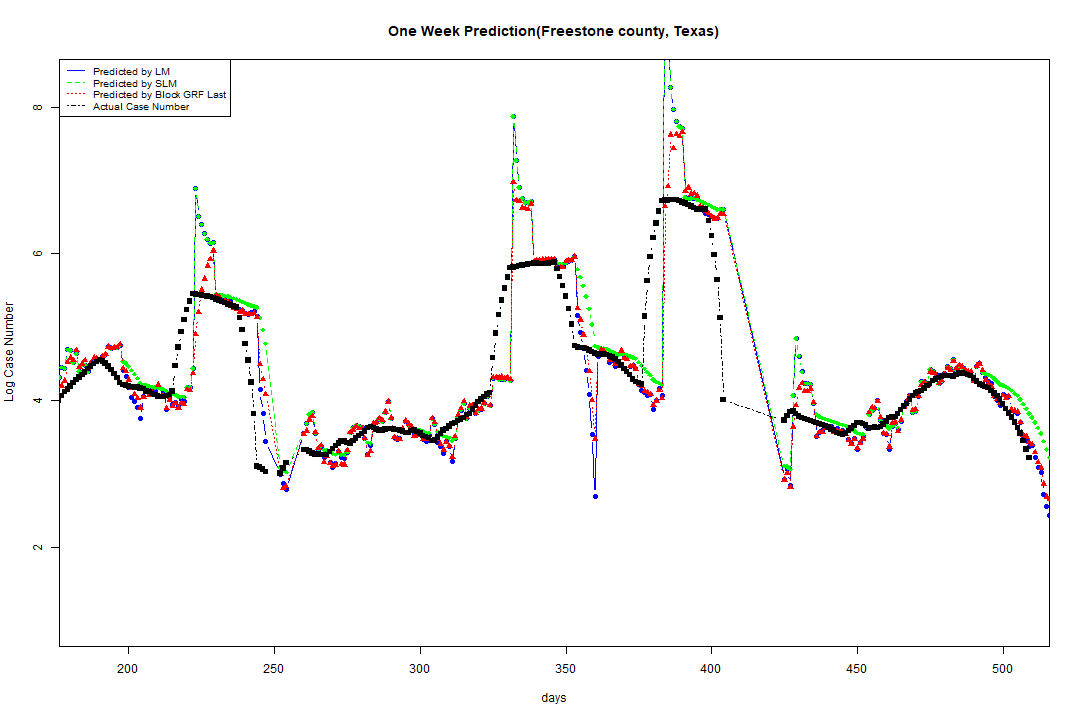 One Week Prediction(Freestone county, Texas)
Predicted by LM
Predicted by SLM
Predicted by Block GRF Last
Actual Case Number
Log Case Number
8
6
4
2
200 250 300 350 400 450 500
days